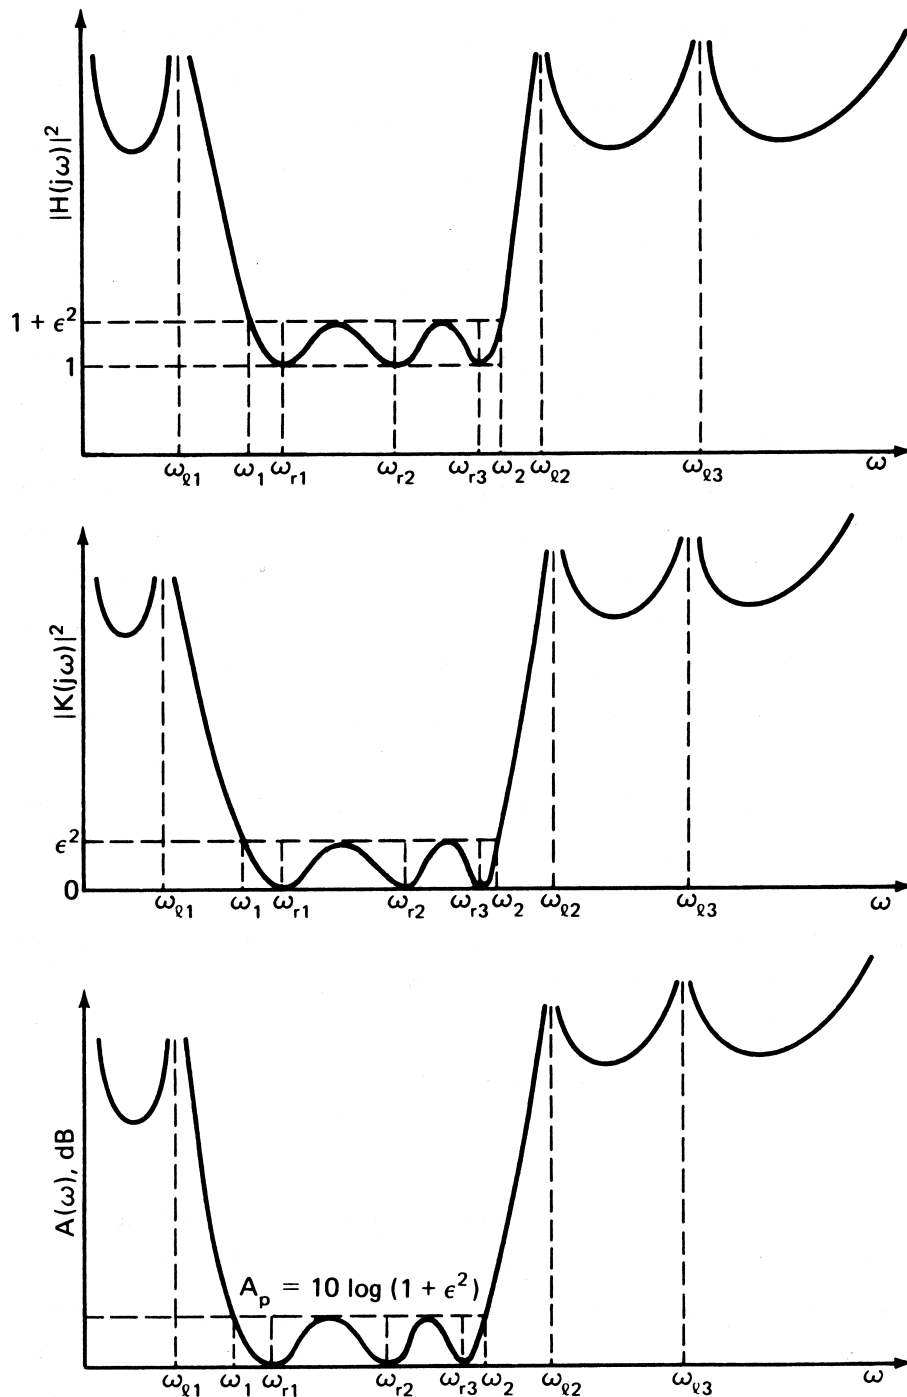 |H(jω)|²
1 + ϵ²
1
ωℓ1 ω1 ωr1 ωr2 ωr3 ω2 ωℓ2 ωℓ3 ω
|K(jω)|²
ϵ²
0
ωℓ1 ω1 ωr1 ωr2 ωr3 ω2 ωℓ2 ωℓ3 ω
A(ω), dB
Ap = 10 log (1 + ϵ²)
ωℓ1 ω1 ωr1 ωr2 ωr3 ω2 ωℓ2 ωℓ3 ω